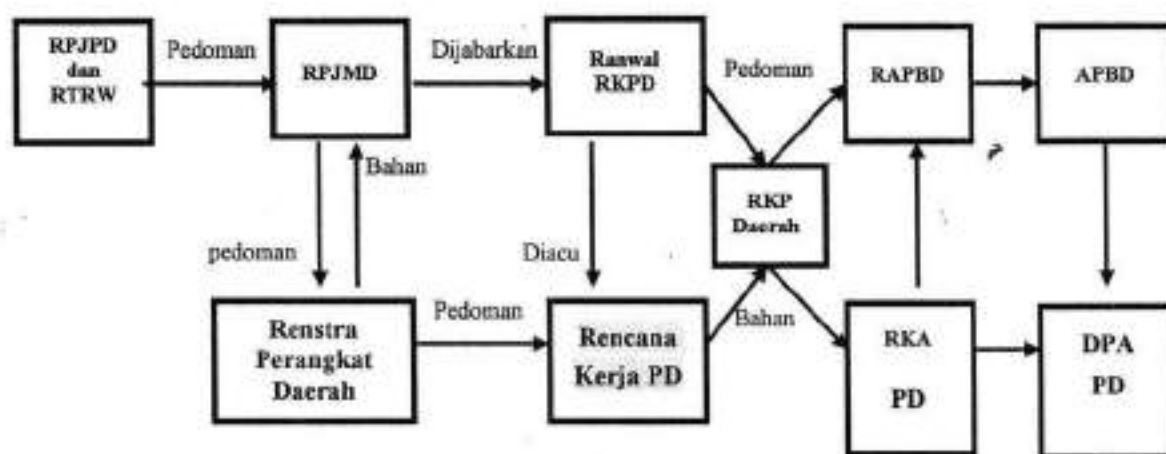 RPJPD
dan
RTRW
Pedoman
RPJMD
Dijabarkan
Ranwal
RKPD
Pedoman
RAPBD
APBD
Bahan
RKP
Daerah
pedoman
Diacu
Renstra
Perangkat
Daerah
Pedoman
Rencana
Kerja PD
Bahan
RKA
PD
DPA
PD